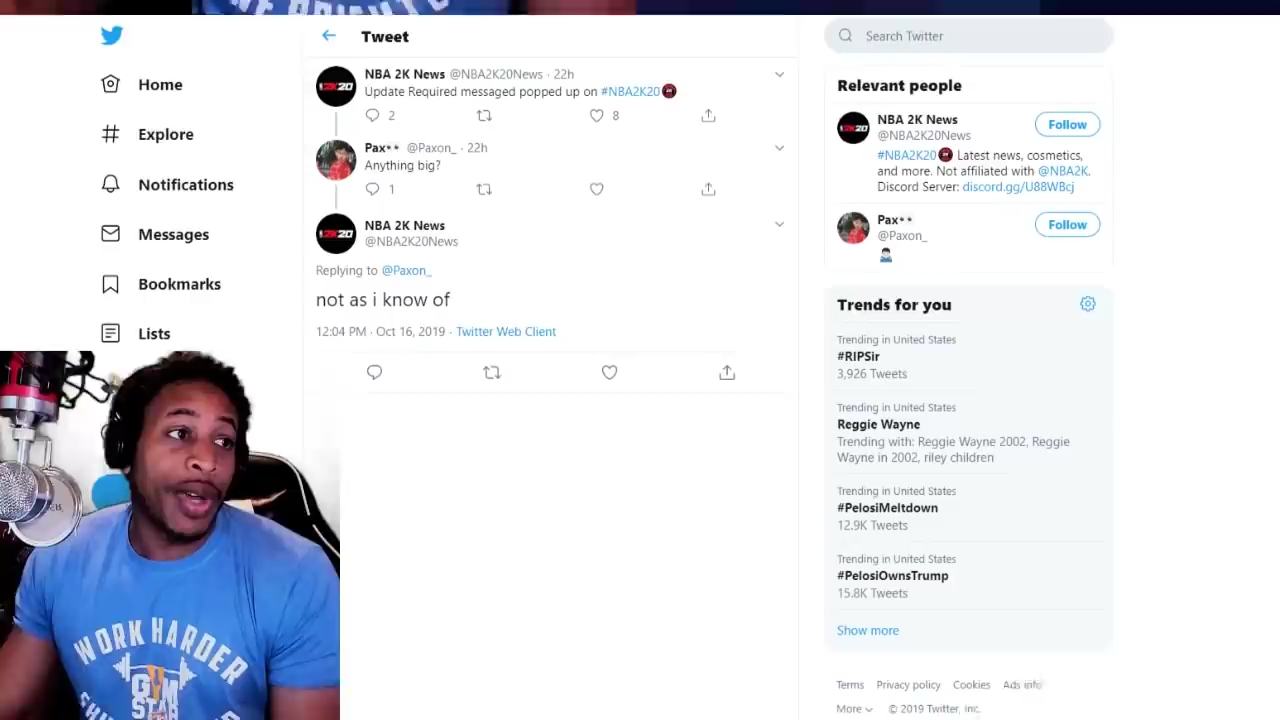 Tweet
Search Twitter
Home
Explore
Notifications
Messages
Bookmarks
Lists
NBA 2K News @NBA2K20News · 22h
Update Required messaged popped up on #NBA2K20
2
8
Pax @Paxon_ · 22h
Anything big?
1
NBA 2K News
@NBA2K20News
Replying to @Paxon_
not as i know of
12:04 PM · Oct 16, 2019 · Twitter Web Client
Relevant people
NBA 2K News
@NBA2K20News
Follow
#NBA2K20 Latest news, cosmetics,
and more. Not affiliated with @NBA2K.
Discord Server: discord.gg/U88WBcj
Pax
@Paxon_
Follow
Trends for you
Trending in United States
#RIPSir
3,926 Tweets
Trending in United States
Reggie Wayne
Trending with: Reggie Wayne 2002, Reggie
Wayne in 2002, riley children
Trending in United States
#PelosiMeltdown
12.9K Tweets
Trending in United States
#PelosiOwnsTrump
15.8K Tweets
Show more
Terms Privacy policy Cookies Ads info
More © 2019 Twitter, Inc.
WORK HARDER
GYM
STAR